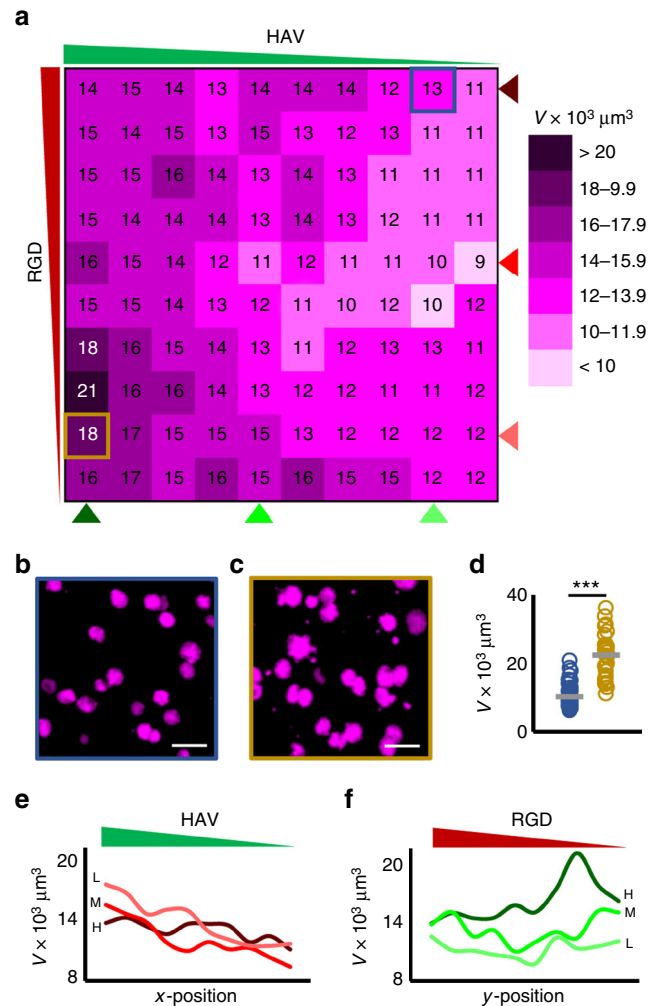 a
HAV
RGD
14 15 14 13 14 14 14 12 13 11
15 14 15 13 15 13 12 13 11 11
15 15 16 14 13 14 13 11 11 11
15 14 14 14 13 14 13 12 11 11
16 15 14 12 11 12 11 11 10 9
15 15 14 13 12 11 10 12 10 12
18 16 15 14 13 11 12 13 13 11
21 16 16 14 13 12 12 11 11 12
18 17 15 15 15 13 12 12 12 12
16 17 15 16 15 16 15 15 12 12
V × 10³ μm³
> 20
18–9.9
16–17.9
14–15.9
12–13.9
10–11.9
< 10
b
c
d
***
V × 10³ μm³
40
20
0
e
HAV
V × 10³ μm³
20
14
8
L
M
H
x-position
f
RGD
V × 10³ μm³
20
14
8
H
M
L
y-position